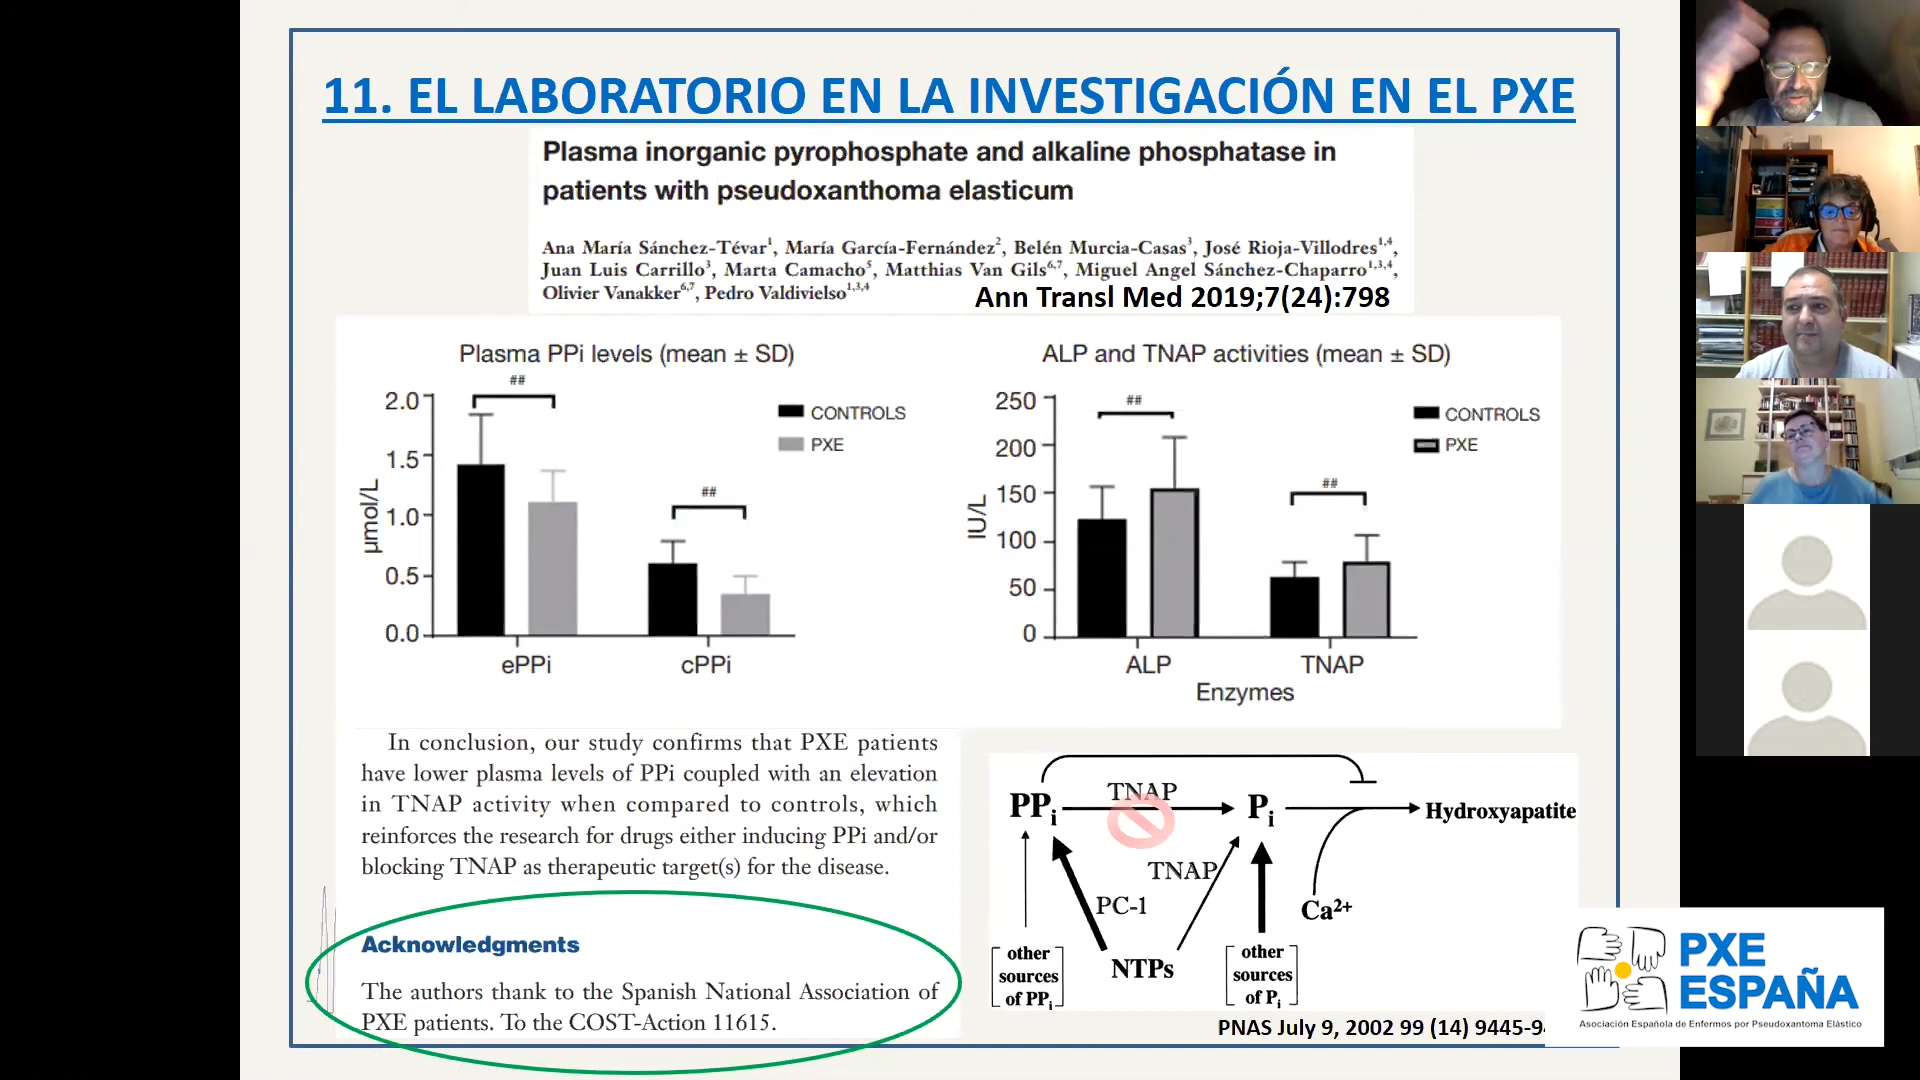 11. EL LABORATORIO EN LA INVESTIGACIÓN EN EL PXE
Plasma inorganic pyrophosphate and alkaline phosphatase in
patients with pseudoxanthoma elasticum
Ana María Sánchez-Tévar1, María García-Fernández2, Belén Murcia-Casas3, José Rioja-Villodres1,4,
Juan Luis Carrillo3, Marta Camacho5, Matthias Van Gils6,7, Miguel Angel Sánchez-Chaparro1,3,4,
Olivier Vanakker6,7, Pedro Valdivielso1,3,4
Ann Transl Med 2019;7(24):798
Plasma PPi levels (mean ± SD)
##
2.0
1.5
1.0
0.5
0.0
µmol/L
##
CONTROLS
PXE
ePPi
cPPi
ALP and TNAP activities (mean ± SD)
##
250
200
150
100
50
0
IU/L
##
CONTROLS
PXE
ALP
TNAP
Enzymes
In conclusion, our study confirms that PXE patients
have lower plasma levels of PPi coupled with an elevation
in TNAP activity when compared to controls, which
reinforces the research for drugs either inducing PPi and/or
blocking TNAP as therapeutic target(s) for the disease.
Acknowledgments
The authors thank to the Spanish National Association of
PXE patients. To the COST-Action 11615.
TNAP
PPi
Pi
Hydroxyapatite
TNAP
PC-1
Ca2+
other
sources
of PPi
NTPs
other
sources
of Pi
PNAS July 9, 2002 99 (14) 9445-9
PXE
ESPAÑA
Asociación Española de Enfermos por Pseudoxantoma Elástico